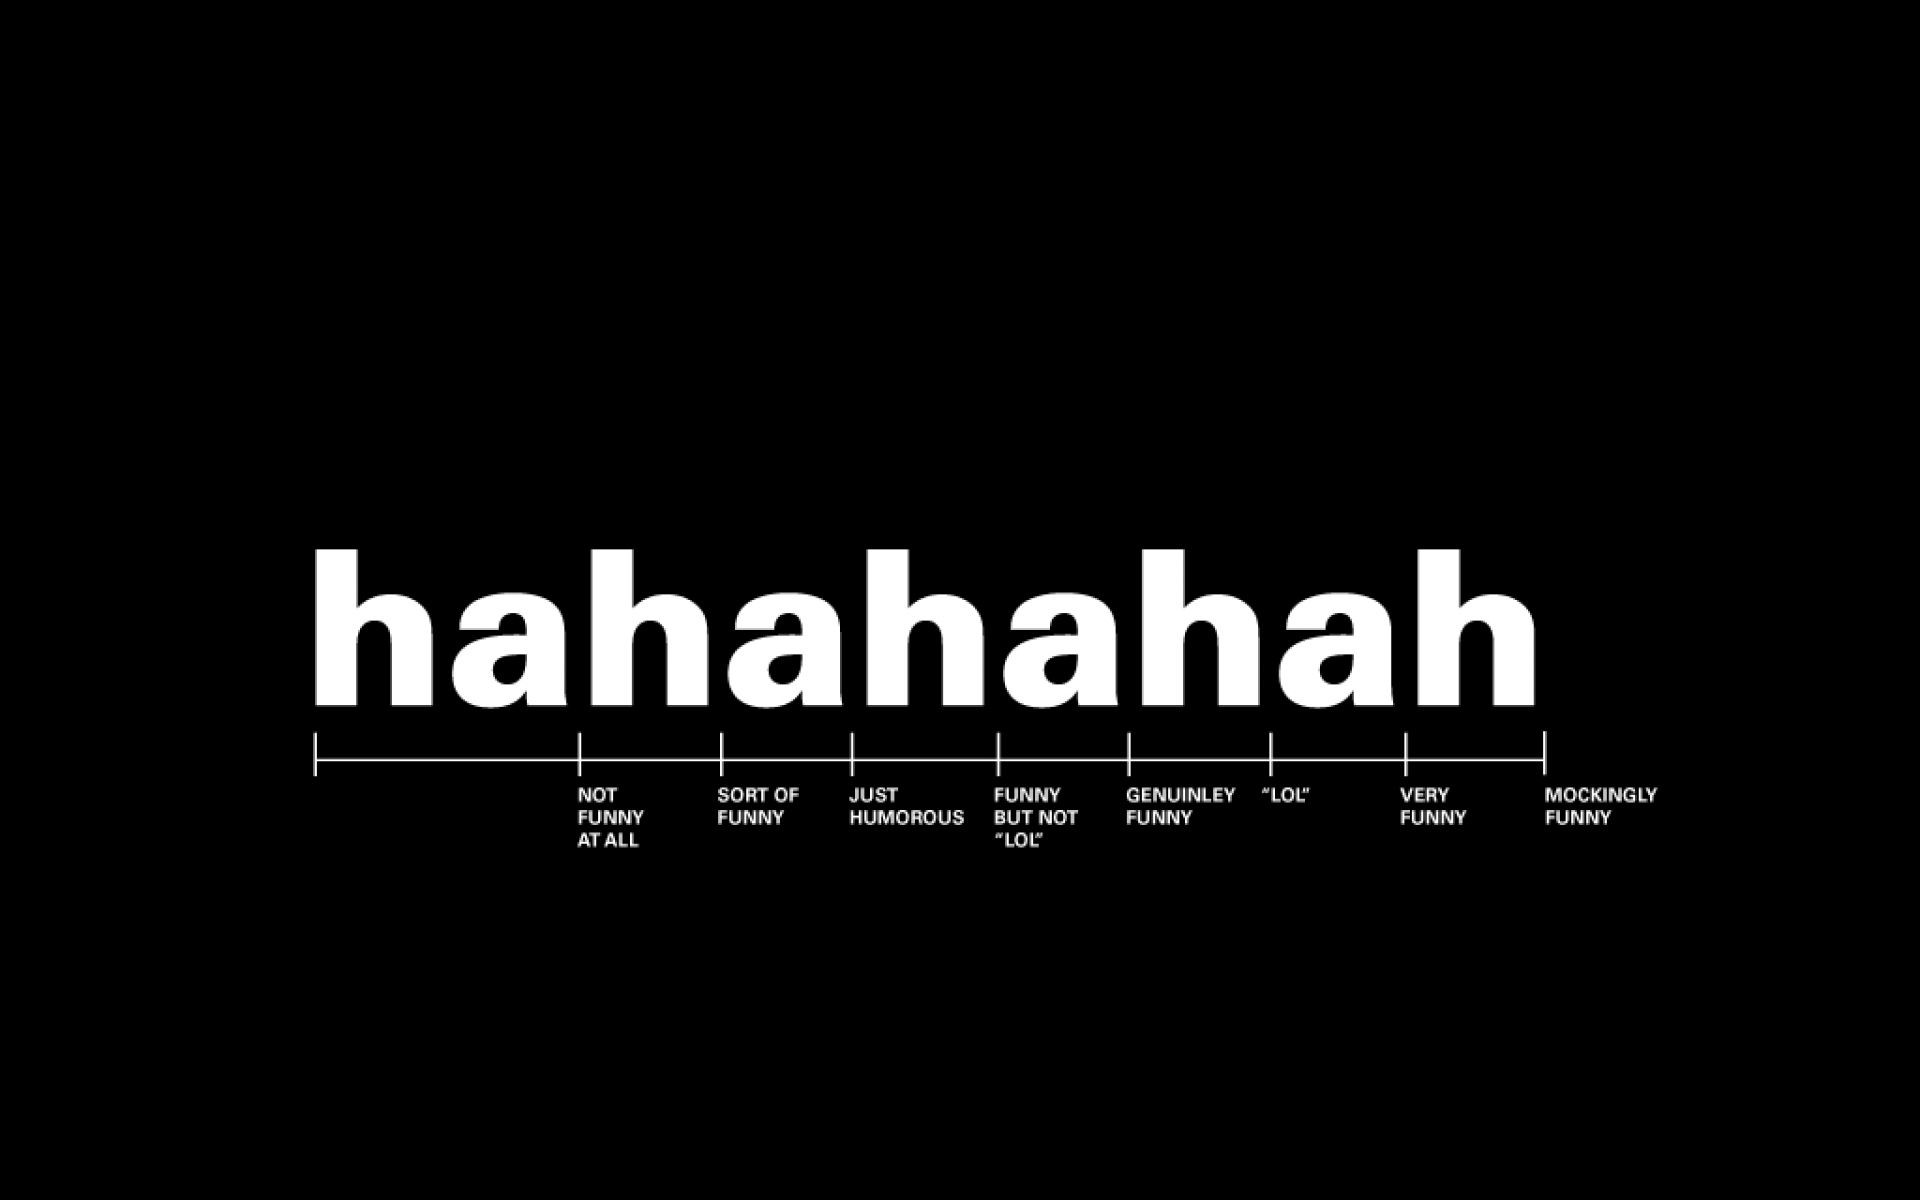 hahahahah
NOT
FUNNY
AT ALL
SORT OF
FUNNY
JUST
HUMOROUS
FUNNY
BUT NOT
“LOL”
GENUINLEY
FUNNY
“LOL”
VERY
FUNNY
MOCKINGLY
FUNNY